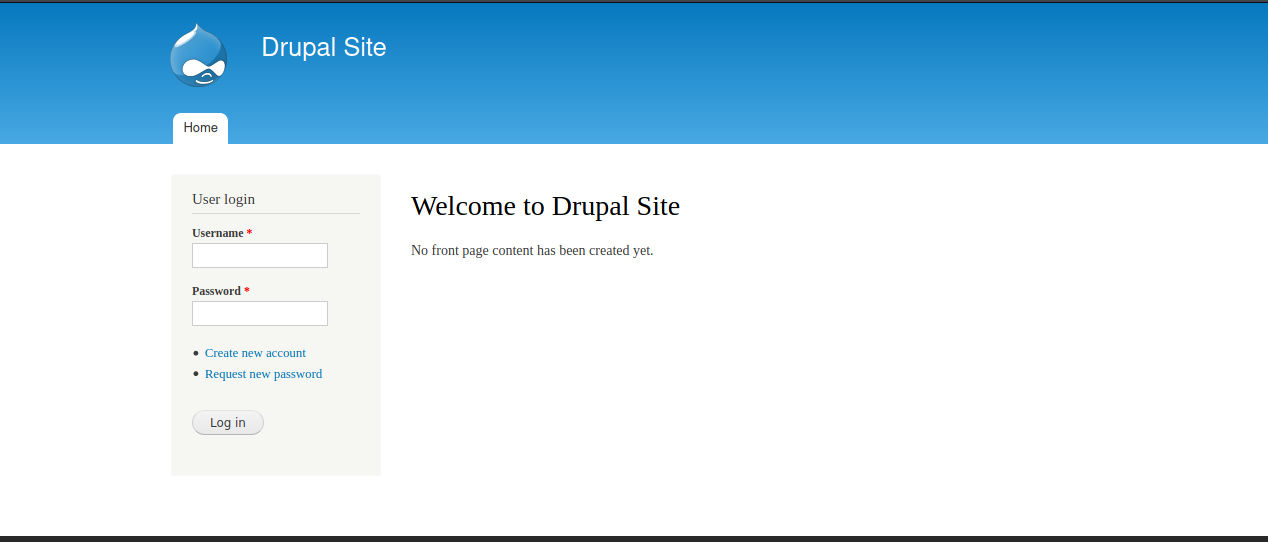 Drupal Site
Home
User login
Username *
Password *
Create new account
Request new password
Log in
Welcome to Drupal Site
No front page content has been created yet.